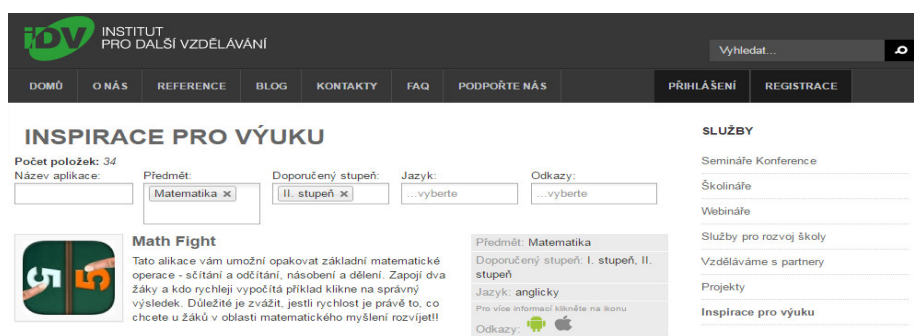 iDV INSTITUT
PRO DALŠÍ VZDĚLÁVÁNÍ
Vyhledat...
DOMŮ O NÁS REFERENCE BLOG KONTAKTY FAQ PODPOŘTE NÁS PŘIHLÁŠENÍ REGISTRACE
INSPIRACE PRO VÝUKU
Počet položek: 34
Název aplikace: Předmět: Doporučený stupeň: Jazyk: Odkazy:
Matematika × II. stupeň × ...vyberte ...vyberte
Math Fight
Tato alikace vám umožní opakovat základní matematické
operace - sčítání a odčítání, násobení a dělení. Zapojí dva
žáky a kdo rychleji vypočítá příklad klikne na správný
výsledek. Důležité je zvážit, jestli rychlost je právě to, co
chcete u žáků v oblasti matematického myšlení rozvíjet!!
5 5
Předmět: Matematika
Doporučený stupeň: I. stupeň, II.
stupeň
Jazyk: anglicky
Pro více informací klikněte na ikonu
Odkazy:
SLUŽBY
Semináře Konference
Školináře
Webináře
Služby pro rozvoj školy
Vzděláváme s partnery
Projekty
Inspirace pro výuku